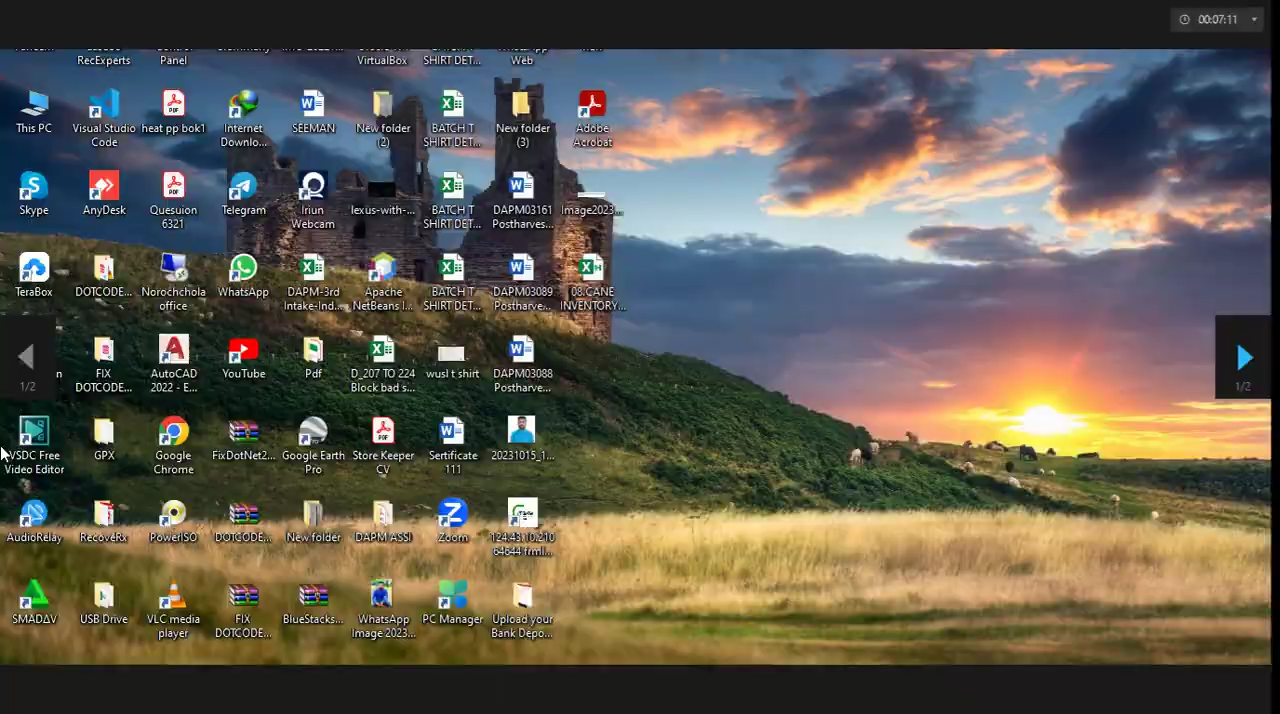 00:07:11
RecExperts
Panel
VirtualBox
SHIRT DET...
Web
This PC
Visual Studio
Code
heat pp bok1
Internet
Downlo...
SEEMAN
New folder
(2)
BATCH T
SHIRT DET...
New folder
(3)
Adobe
Acrobat
Skype
AnyDesk
Quesuion
6321
Telegram
Iriun
Webcam
lexus-with-...
BATCH T
SHIRT DET...
DAPM03161
Postharves...
Image2023...
TeraBox
DOTCODE...
Norochchola
office
WhatsApp
DAPM-3rd
Intake-Ind...
Apache
NetBeans I...
BATCH T
SHIRT DET...
DAPM03089
Postharve...
08.CANE
INVENTORY...
FIX
DOTCODE...
AutoCAD
2022 - E...
YouTube
Pdf
D_207 TO 224
Block bad s...
wusl t shirt
DAPM03088
Postharve...
1/2
1/2
VSDC Free
Video Editor
GPX
Google
Chrome
FixDotNet2...
Google Earth
Pro
Store Keeper
CV
Sertificate
111
20231015_1...
AudioRelay
RecoveRx
PowerISO
DOTCODE...
New folder
DAPM ASSI
Zoom
124.43.10.210
SMADAV
USB Drive
VLC media
player
FIX
DOTCODE...
BlueStacks...
WhatsApp
Image 2023...
PC Manager
Upload your
Bank Depo...